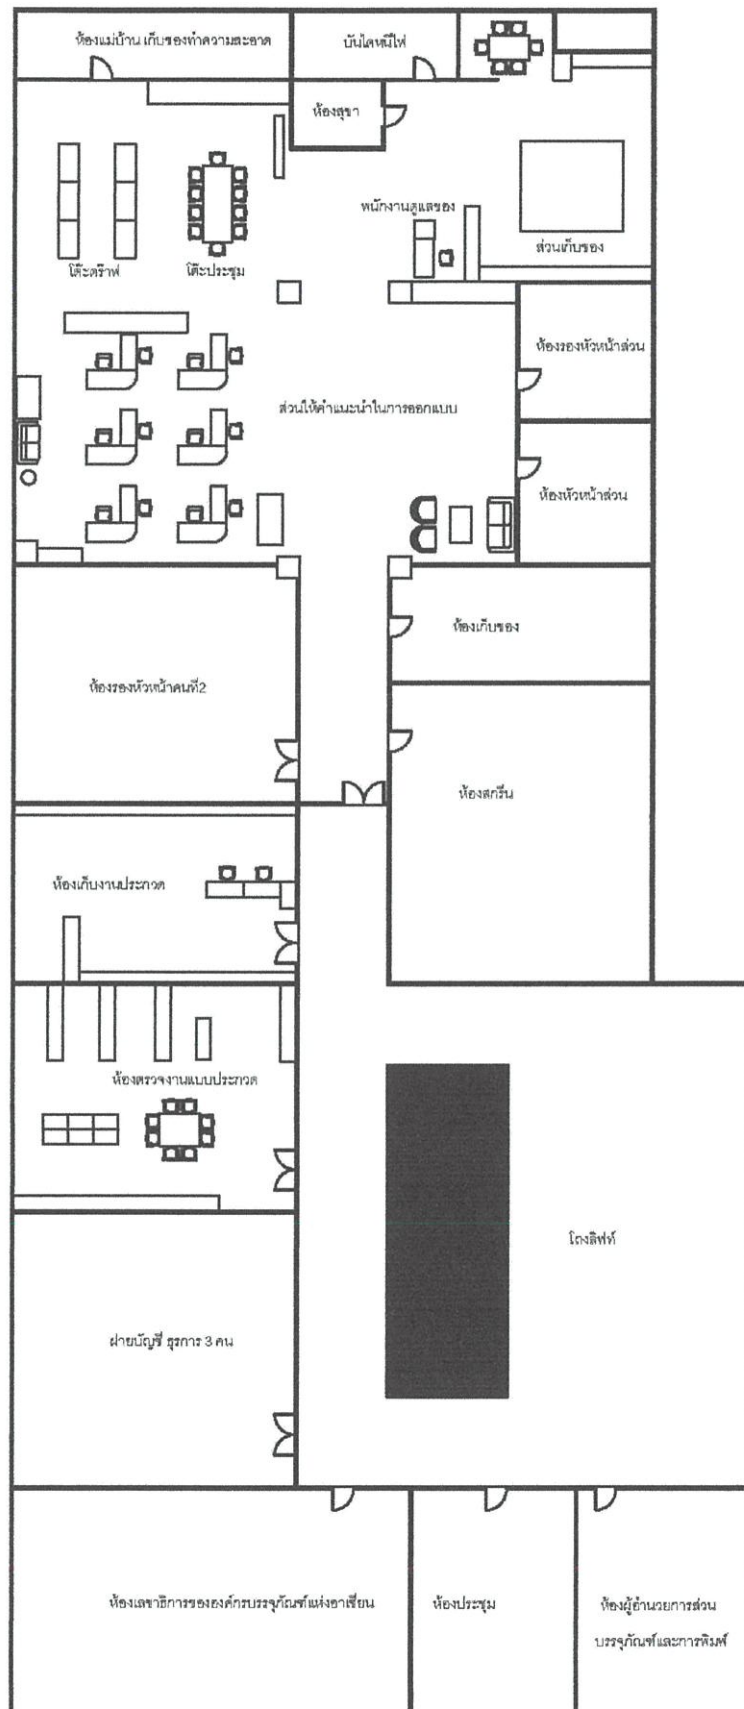 ห้องแม่บ้าน เก็บของทำความสะอาด
บันไดหนีไฟ
ห้องสุขา
พนักงานดูแลของ
ส่วนเก็บของ
โต๊ะดร๊าฟ
โต๊ะประชุม
ห้องรองหัวหน้าส่วน
ส่วนให้คำแนะนำในการออกแบบ
ห้องหัวหน้าส่วน
ห้องเก็บของ
ห้องรองหัวหน้าคนที่2
ห้องสกรีน
ห้องเก็บงานประกวด
ห้องตรวจงานแบบประกวด
โถงลิฟท์
ฝ่ายบัญชี ธุรการ 3 คน
ห้องเลขาธิการขององค์กรบรรจุภัณฑ์แห่งอาเซียน
ห้องประชุม
ห้องผู้อำนวยการส่วน
บรรจุภัณฑ์และการพิมพ์